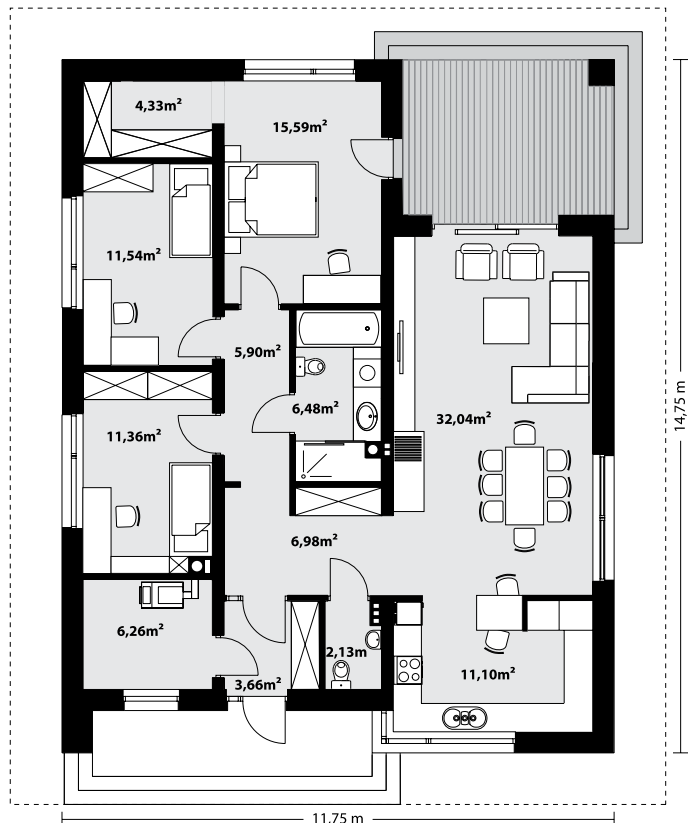 4,33m²
15,59m²
11,54m²
5,90m²
6,48m²
32,04m²
11,36m²
14,75 m
6,98m²
6,26m²
2,13m
3,66m²
11,10m²
11,75 m